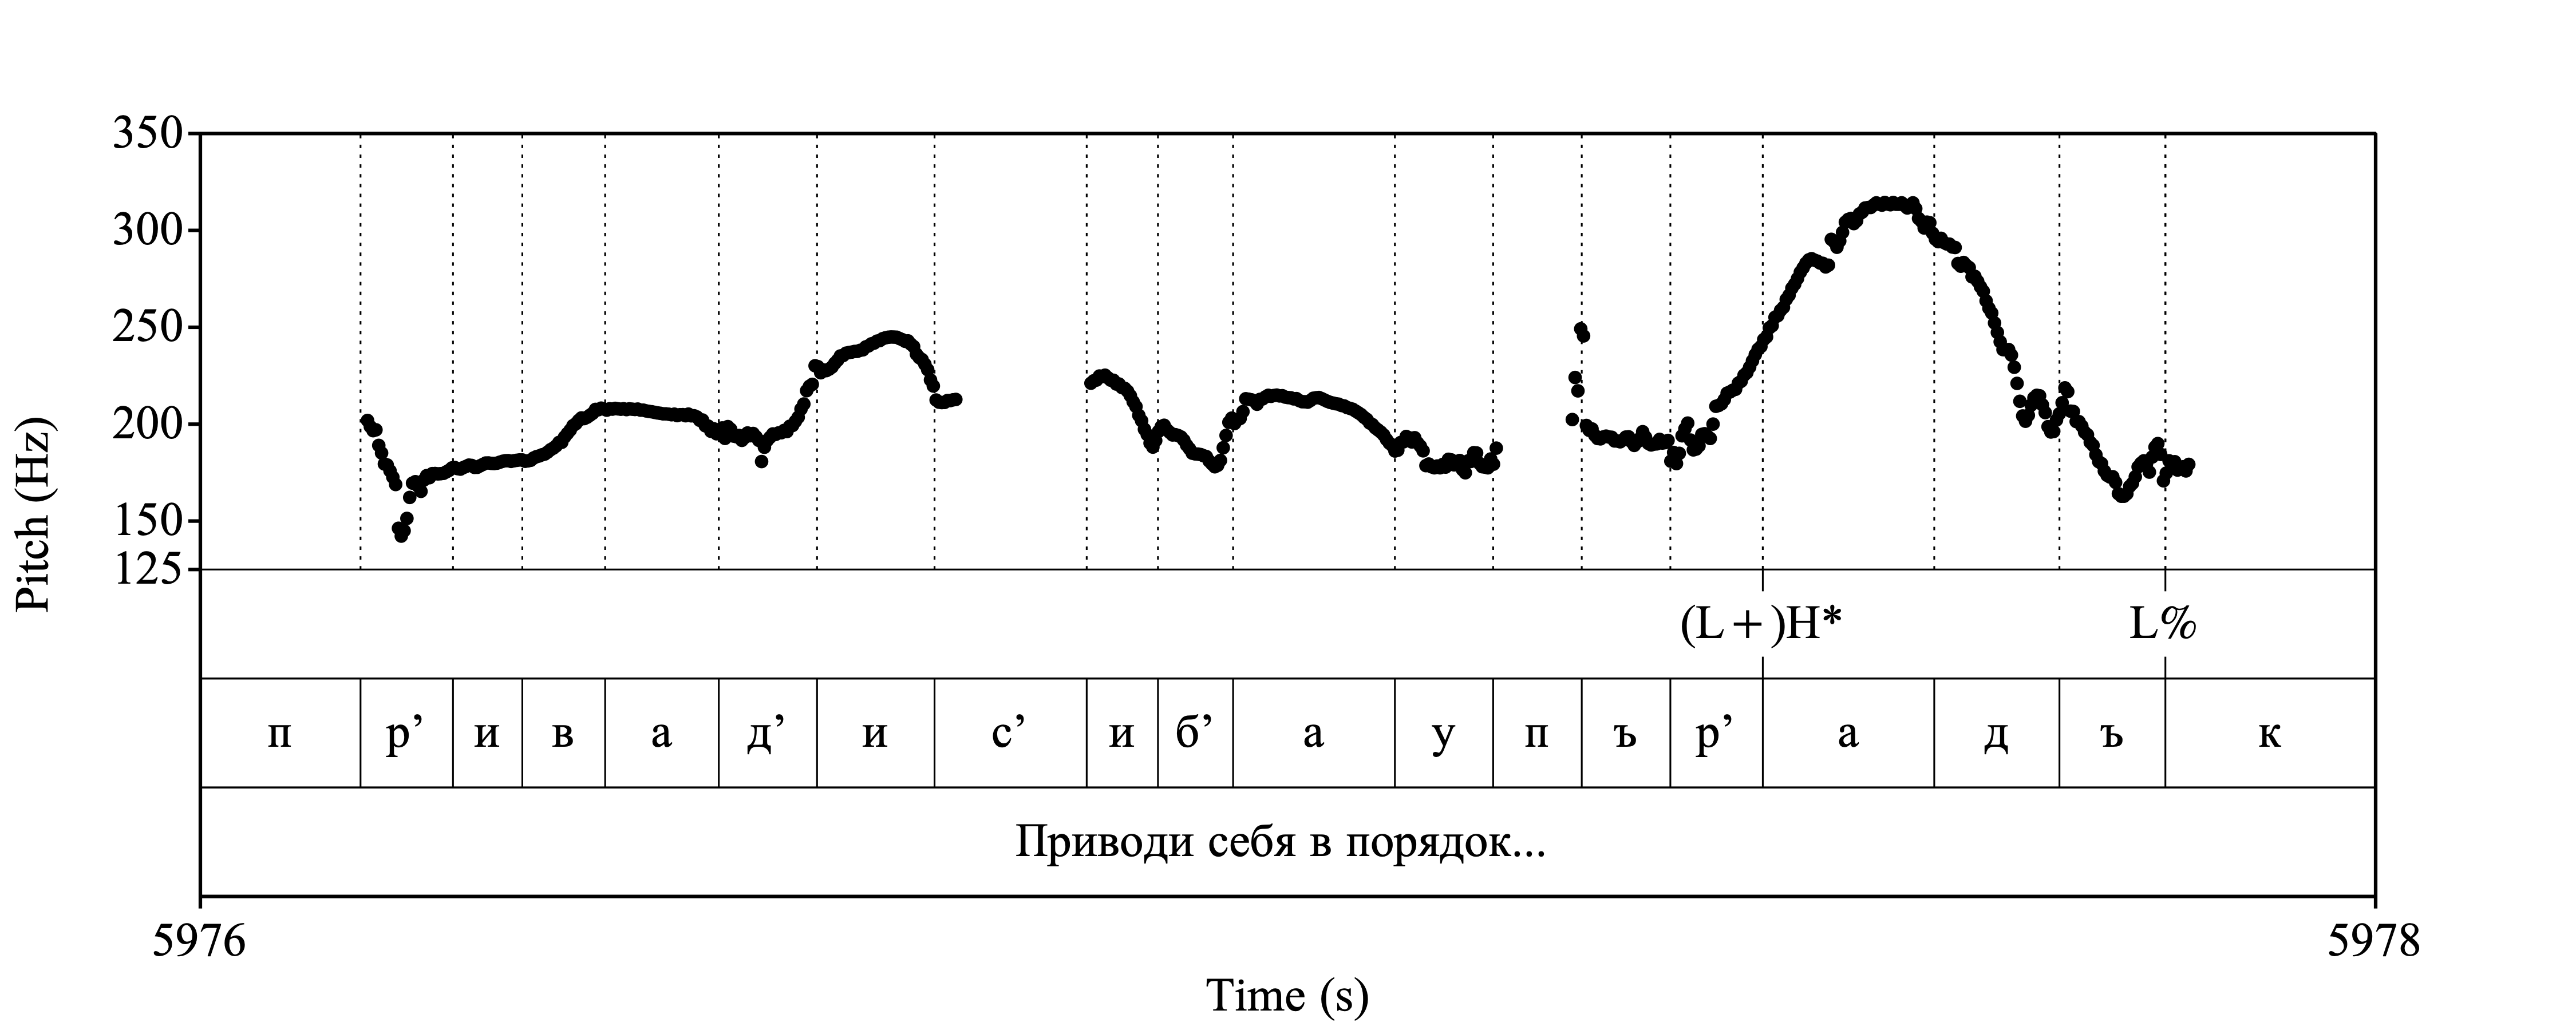 350
300
250
200
150
125
Pitch (Hz)
(L+)H* L%
п р’ и в а д’ и с’ и б’ а у п ъ р’ а д ъ к
Приводи себя в порядок...
5976 5978
Time (s)